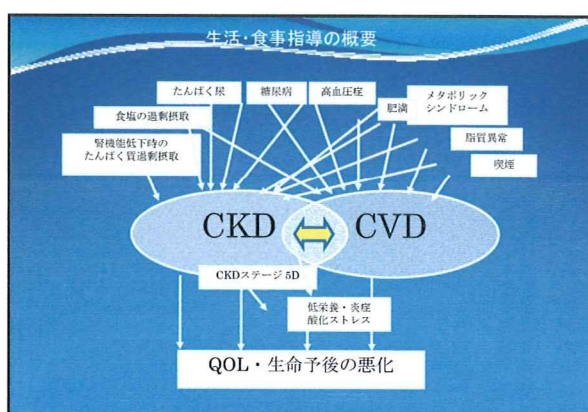 生活・食事指導の概要
たんぱく尿
糖尿病
高血圧症
メタボリック
シンドローム
肥満
食塩の過剰摂取
脂質異常
腎機能低下時の
たんぱく質過剰摂取
喫煙
CKD
CVD
CKDステージ 5D
低栄養・炎症
酸化ストレス
QOL・生命予後の悪化